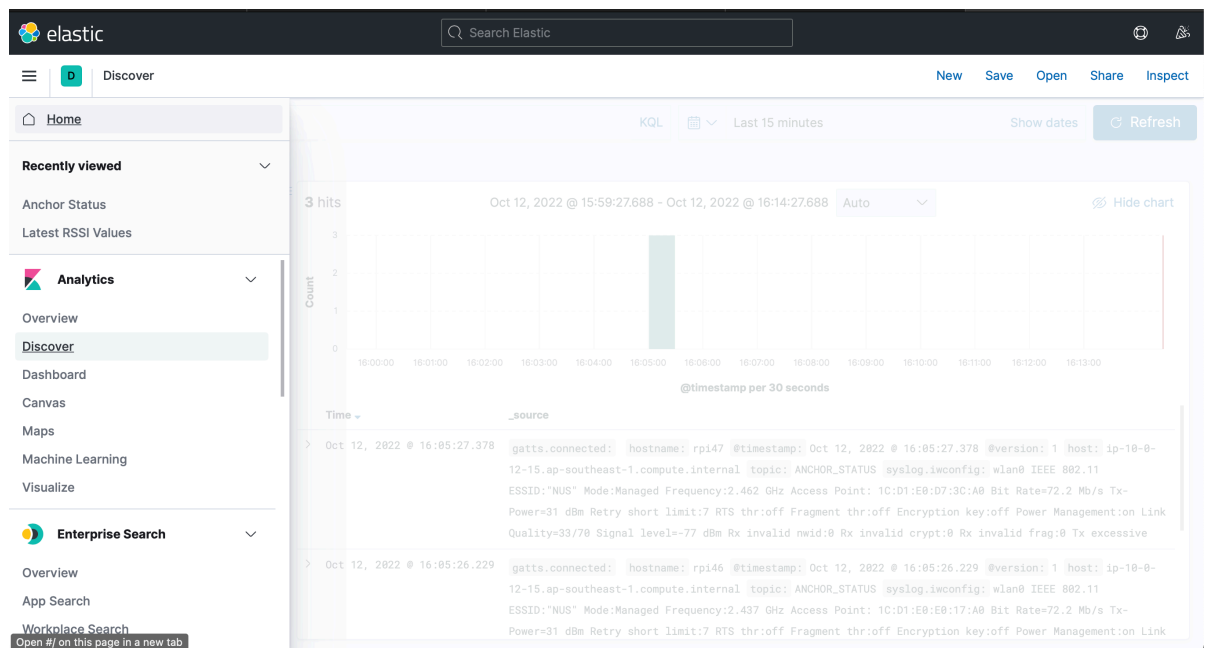 elastic
Search Elastic
D
Discover
New Save Open Share Inspect
Home
Recently viewed
Anchor Status
Latest RSSI Values
Analytics
Overview
Discover
Dashboard
Canvas
Maps
Machine Learning
Visualize
Enterprise Search
Overview
App Search
Workplace Search
Open #/ on this page in a new tab
KQL Last 15 minutes Show dates Refresh
3 hits Oct 12, 2022 @ 15:59:27.688 - Oct 12, 2022 @ 16:14:27.688 Auto Hide chart
3
2
1
0
Count
16:00:00 16:01:00 16:02:00 16:03:00 16:04:00 16:05:00 16:06:00 16:07:00 16:08:00 16:09:00 16:10:00 16:11:00 16:12:00 16:13:00
@timestamp per 30 seconds
Time _source
Oct 12, 2022 @ 16:05:27.378 gatts.connected: hostname: rpi47 @timestamp: Oct 12, 2022 @ 16:05:27.378 @version: 1 host: ip-10-0-
12-15.ap-southeast-1.compute.internal topic: ANCHOR_STATUS syslog.iwconfig: wlan0 IEEE 802.11
ESSID:"NUS" Mode:Managed Frequency:2.462 GHz Access Point: 1C:D1:E0:D7:3C:A0 Bit Rate=72.2 Mb/s Tx-
Power=31 dBm Retry short limit:7 RTS thr:off Fragment thr:off Encryption key:off Power Management:on Link
Quality=33/70 Signal level=-77 dBm Rx invalid nwid:0 Rx invalid crypt:0 Rx invalid frag:0 Tx excessive
Oct 12, 2022 @ 16:05:26.229 gatts.connected: hostname: rpi46 @timestamp: Oct 12, 2022 @ 16:05:26.229 @version: 1 host: ip-10-0-
12-15.ap-southeast-1.compute.internal topic: ANCHOR_STATUS syslog.iwconfig: wlan0 IEEE 802.11
ESSID:"NUS" Mode:Managed Frequency:2.437 GHz Access Point: 1C:D1:E0:E0:17:A0 Bit Rate=72.2 Mb/s Tx-
Power=31 dBm Retry short limit:7 RTS thr:off Fragment thr:off Encryption key:off Power Management:on Link